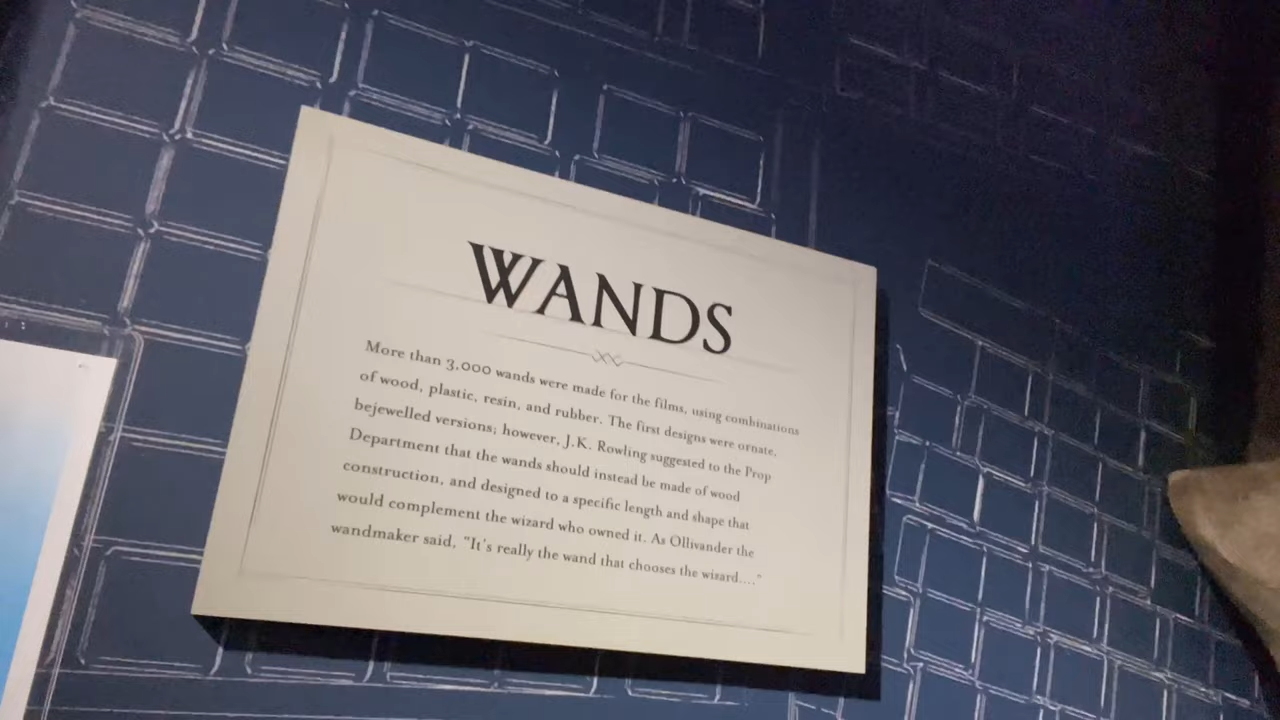 WANDS
More than 3,000 wands were made for the films, using combinations
of wood, plastic, resin, and rubber. The first designs were ornate,
bejewelled versions; however, J.K. Rowling suggested to the Prop
Department that the wands should instead be made of wood
construction, and designed to a specific length and shape that
would complement the wizard who owned it. As Ollivander the
wandmaker said, "It's really the wand that chooses the wizard...."